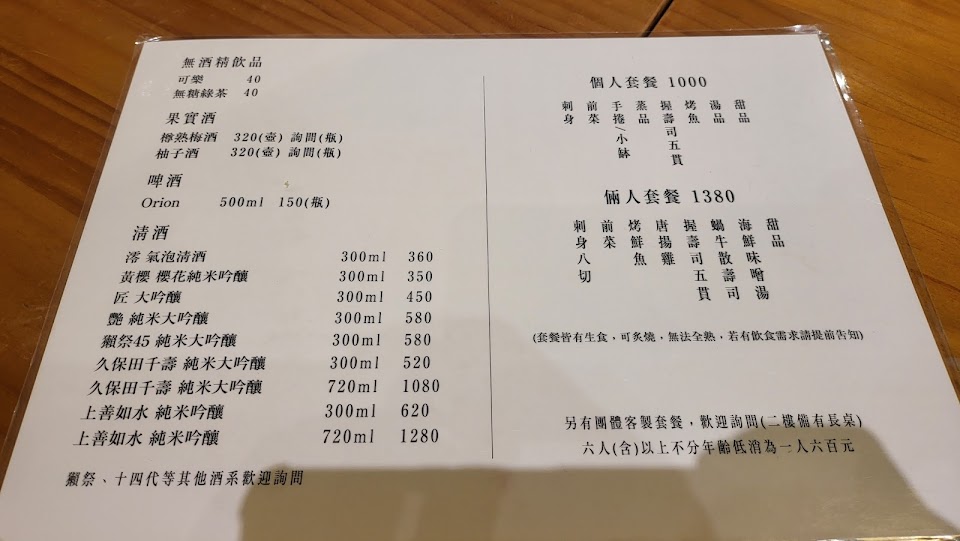 無酒精飲品
可樂 40
無糖綠茶 40
果實酒
樽熟梅酒 320(壺) 詢問(瓶)
柚子酒 320(壺) 詢問(瓶)
啤酒
Orion 500ml 150(瓶)
清酒
澪 氣泡清酒 300ml 360
黃櫻 櫻花純米吟釀 300ml 350
匠 大吟釀 300ml 450
艷 純米大吟釀 300ml 580
獺祭45 純米大吟釀 300ml 580
久保田千壽 純米大吟釀 300ml 520
久保田千壽 純米大吟釀 720ml 1080
上善如水 純米吟釀 300ml 620
上善如水 純米吟釀 720ml 1280
獺祭、十四代等其他酒系歡迎詢問
個人套餐 1000
刺身
前菜
手捲/小缽
蒸品
握壽司五貫
烤魚
湯品
甜品
倆人套餐 1380
刺身八切
前菜
烤鮮魚
唐揚雞
握壽司五貫
蝸牛散壽司
海鮮味噌湯
甜品
(套餐皆有生食，可炙燒，無法全熟，若有飲食需求請提前告知)
另有團體客製套餐，歡迎詢問(二樓備有長桌)
六人(含)以上不分年齡低消為一人六百元